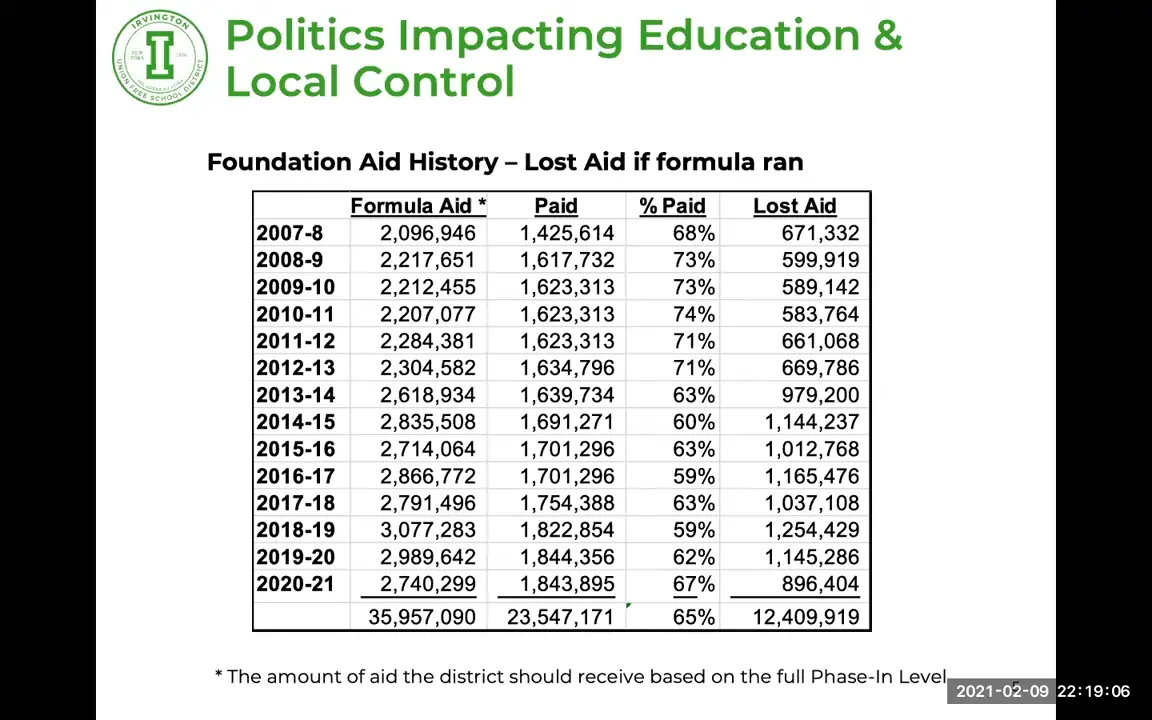 IRVINGTON
UNION FREE SCHOOL DISTRICT
Politics Impacting Education &
Local Control
Foundation Aid History – Lost Aid if formula ran
Formula Aid * Paid % Paid Lost Aid
2007-8 2,096,946 1,425,614 68% 671,332
2008-9 2,217,651 1,617,732 73% 599,919
2009-10 2,212,455 1,623,313 73% 589,142
2010-11 2,207,077 1,623,313 74% 583,764
2011-12 2,284,381 1,623,313 71% 661,068
2012-13 2,304,582 1,634,796 71% 669,786
2013-14 2,618,934 1,639,734 63% 979,200
2014-15 2,835,508 1,691,271 60% 1,144,237
2015-16 2,714,064 1,701,296 63% 1,012,768
2016-17 2,866,772 1,701,296 59% 1,165,476
2017-18 2,791,496 1,754,388 63% 1,037,108
2018-19 3,077,283 1,822,854 59% 1,254,429
2019-20 2,989,642 1,844,356 62% 1,145,286
2020-21 2,740,299 1,843,895 67% 896,404
35,957,090 23,547,171 65% 12,409,919
* The amount of aid the district should receive based on the full Phase-In Level
2021-02-09 22:19:06